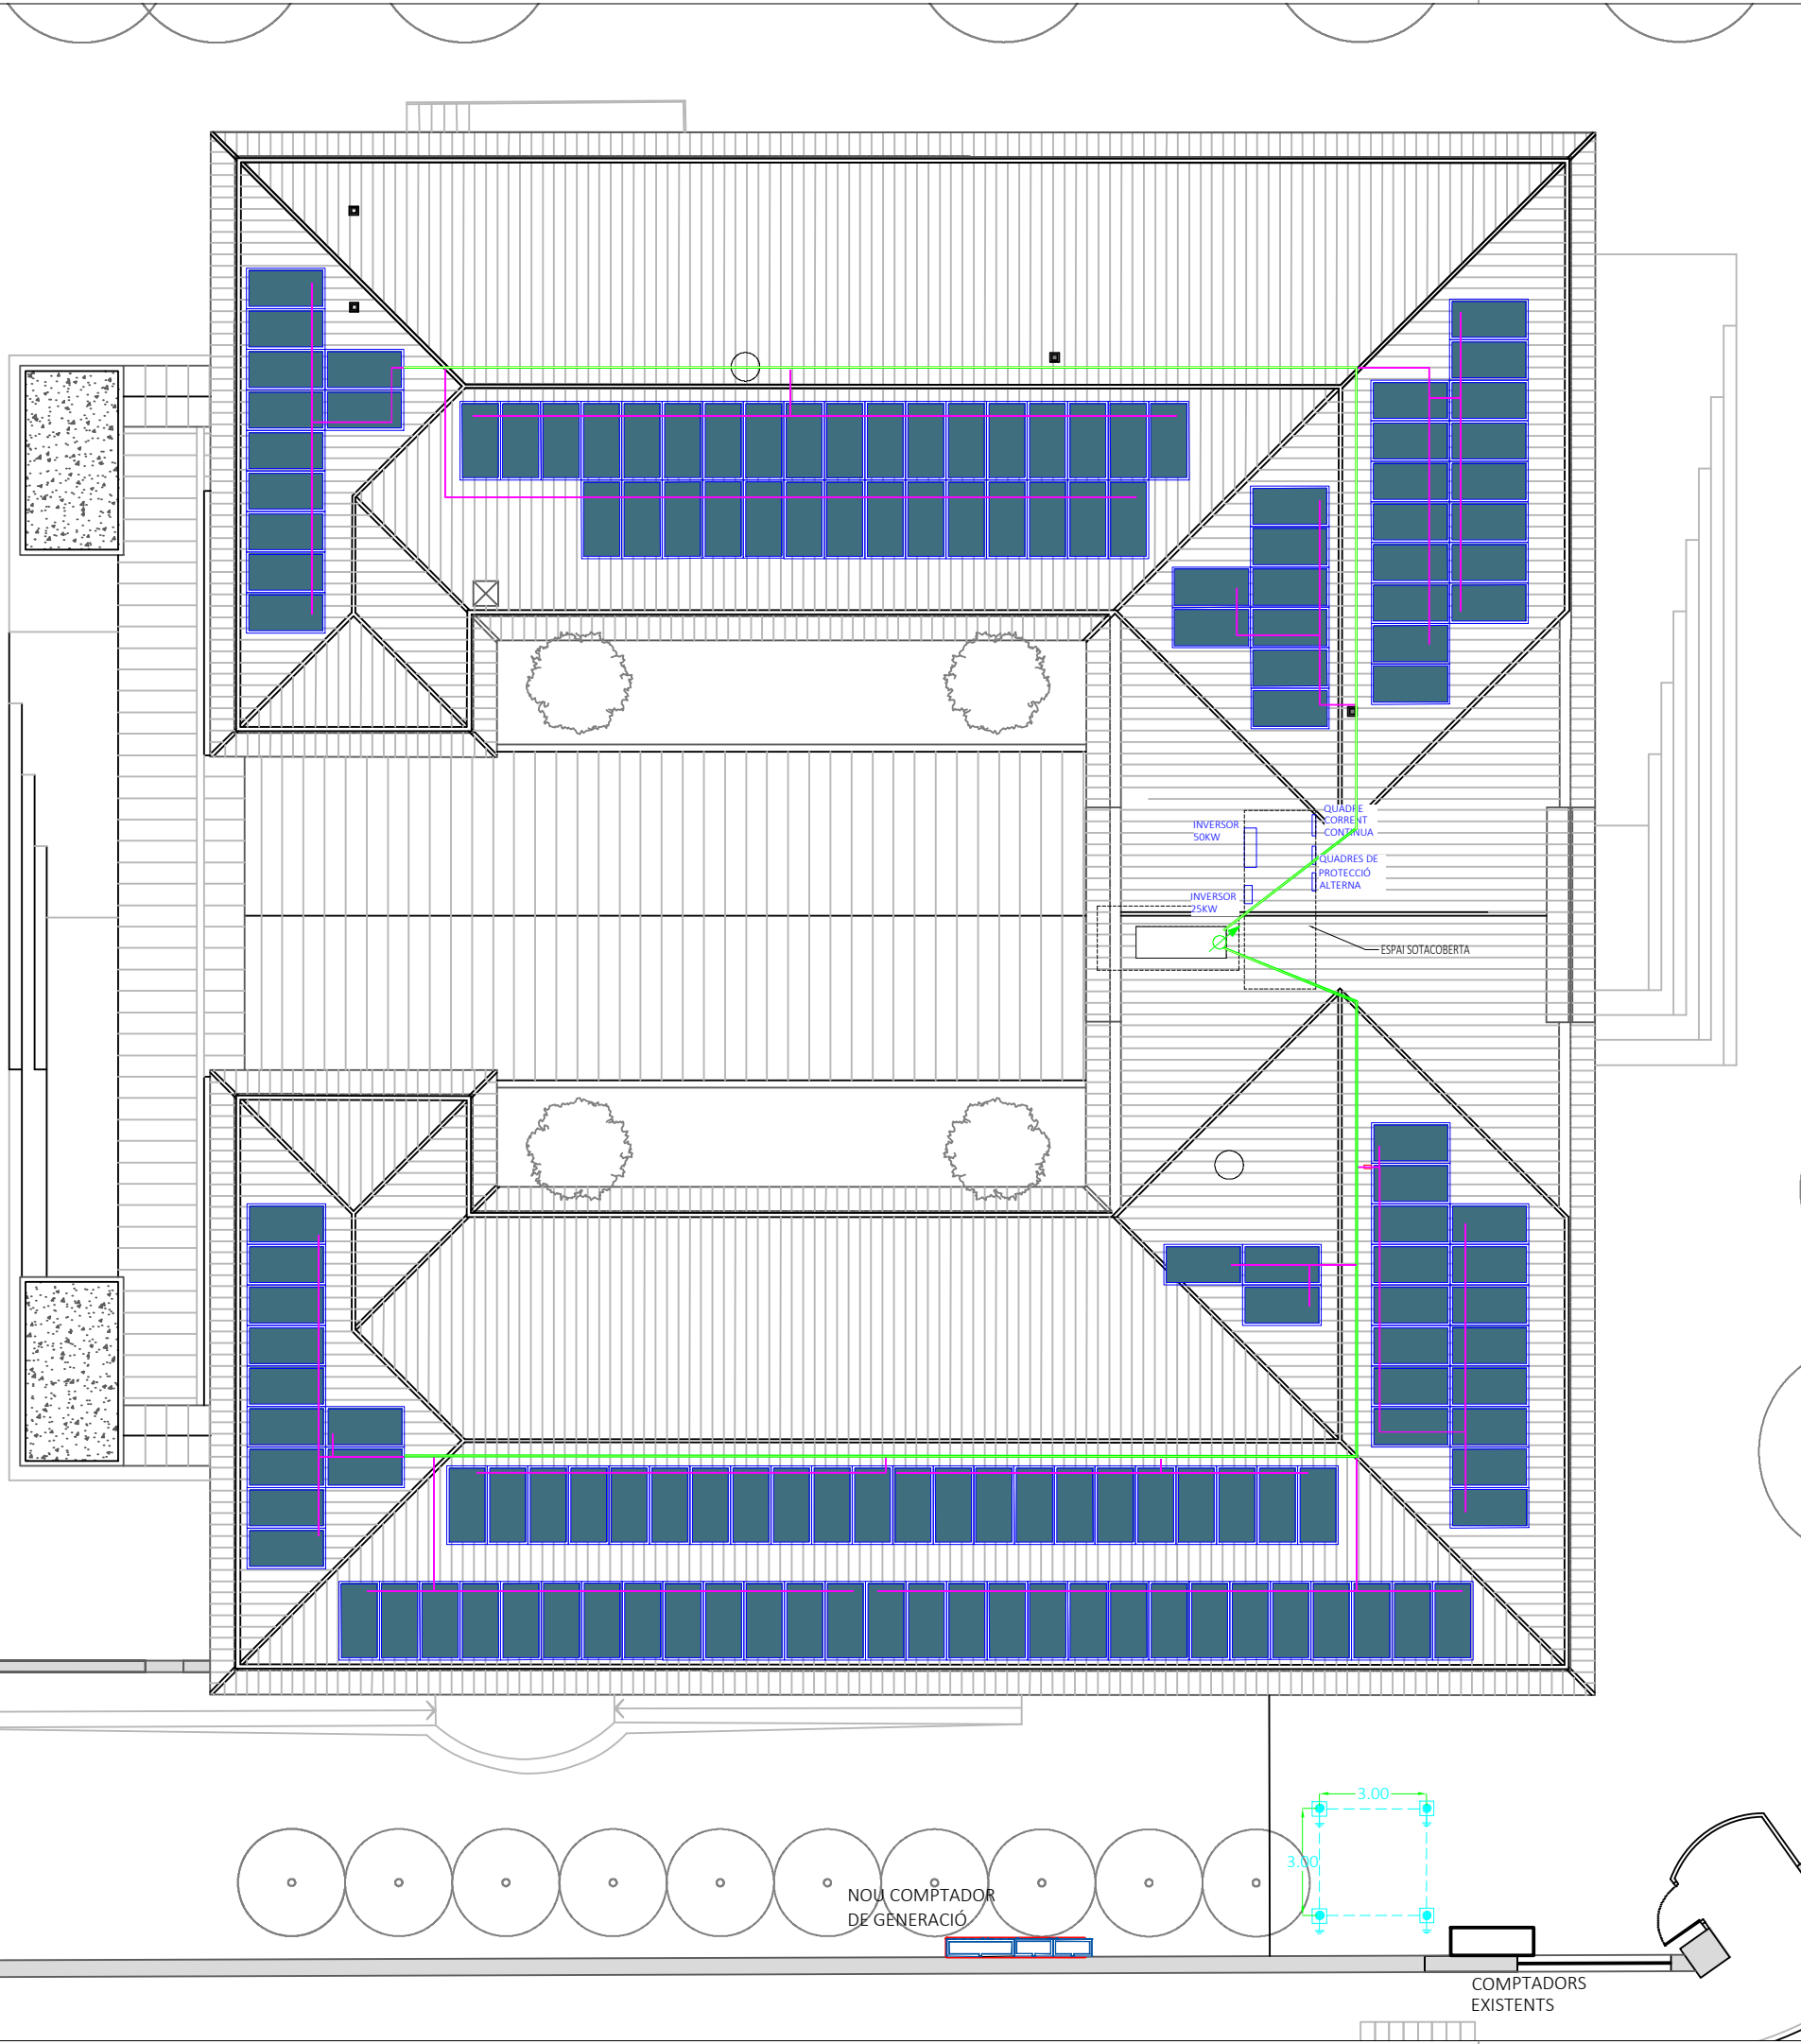 QUADRE
CORRENT
CONTINUA
INVERSOR
50KW
QUADRES DE
PROTECCIÓ
ALTERNA
INVERSOR
25KW
ESPAI SOTACOBERTA
3.00
3.00
NOU COMPTADOR
DE GENERACIÓ
COMPTADORS
EXISTENTS